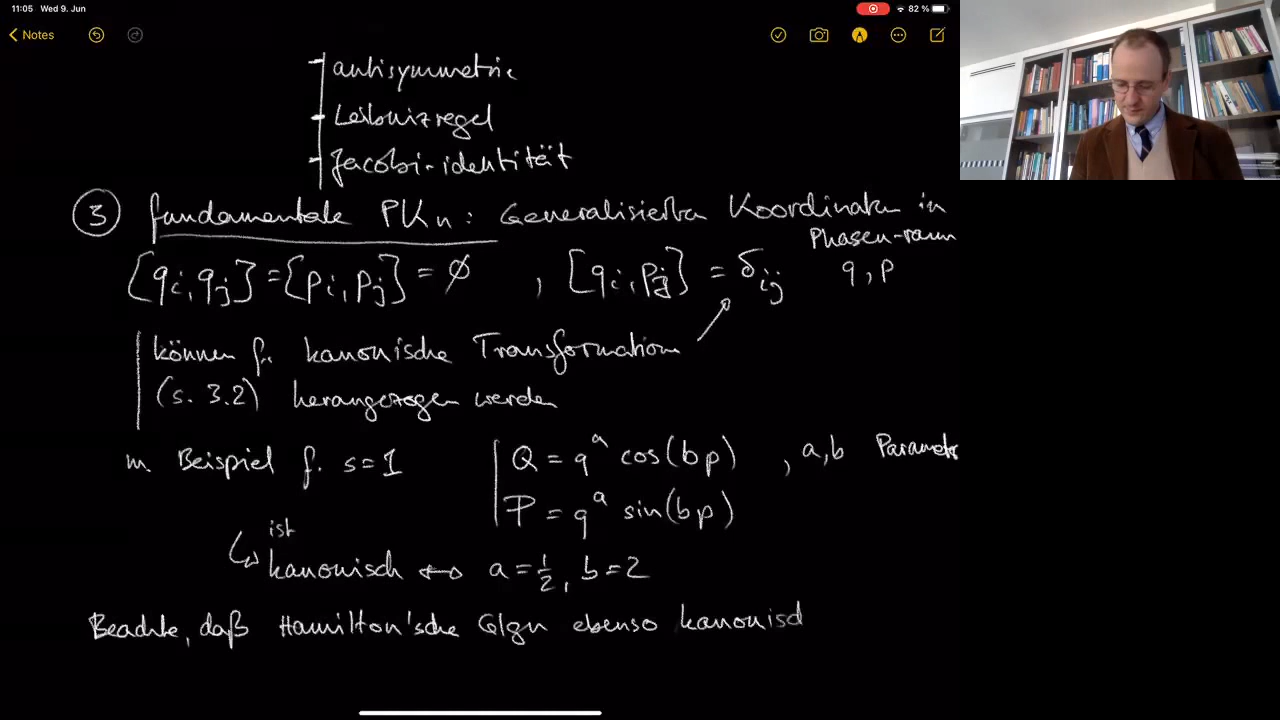 11:05 Wed 9. Jun
82 %
Notes
- antisymmetrie
- Leibnizregel
- Jacobi-identität
③ fundamentale PKn: Generalisierte Koordinaten in
Phasen-raum
[qi, qj] = [pi, pj] = ∅ , [qi, pj] = δij q, p
können f. kanonische Transformation
(s. 3.2) herangezogen werden
m. Beispiel f. s=1 Q = q^a cos(bp) , a,b Parameter
P = q^a sin(bp)
ist
↳ kanonisch ↔ a = 1/2, b = 2
Beachte, daß Hamilton'sche Glgn ebenso kanonisch